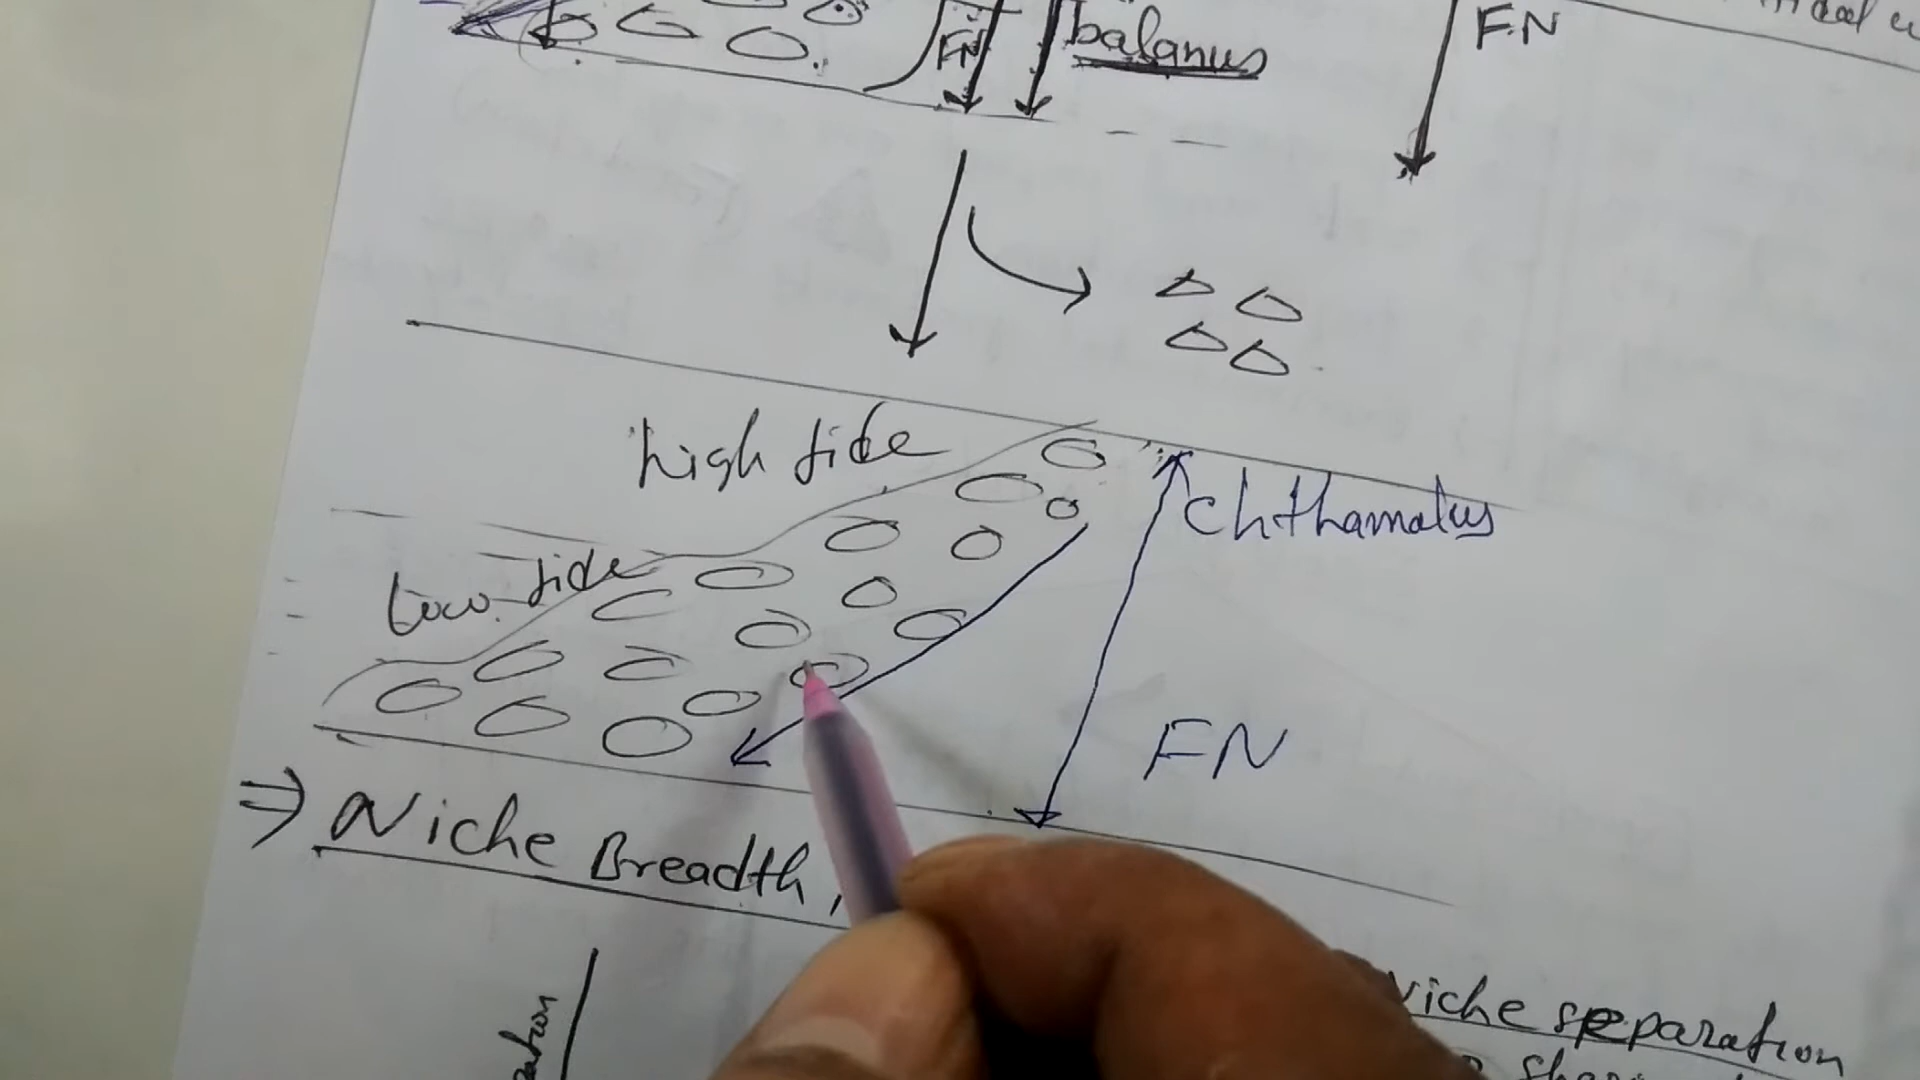 FN
balanus
FN
high tide
Chthamalus
Low tide
FN
⇒ Niche Breadth,
Niche separation